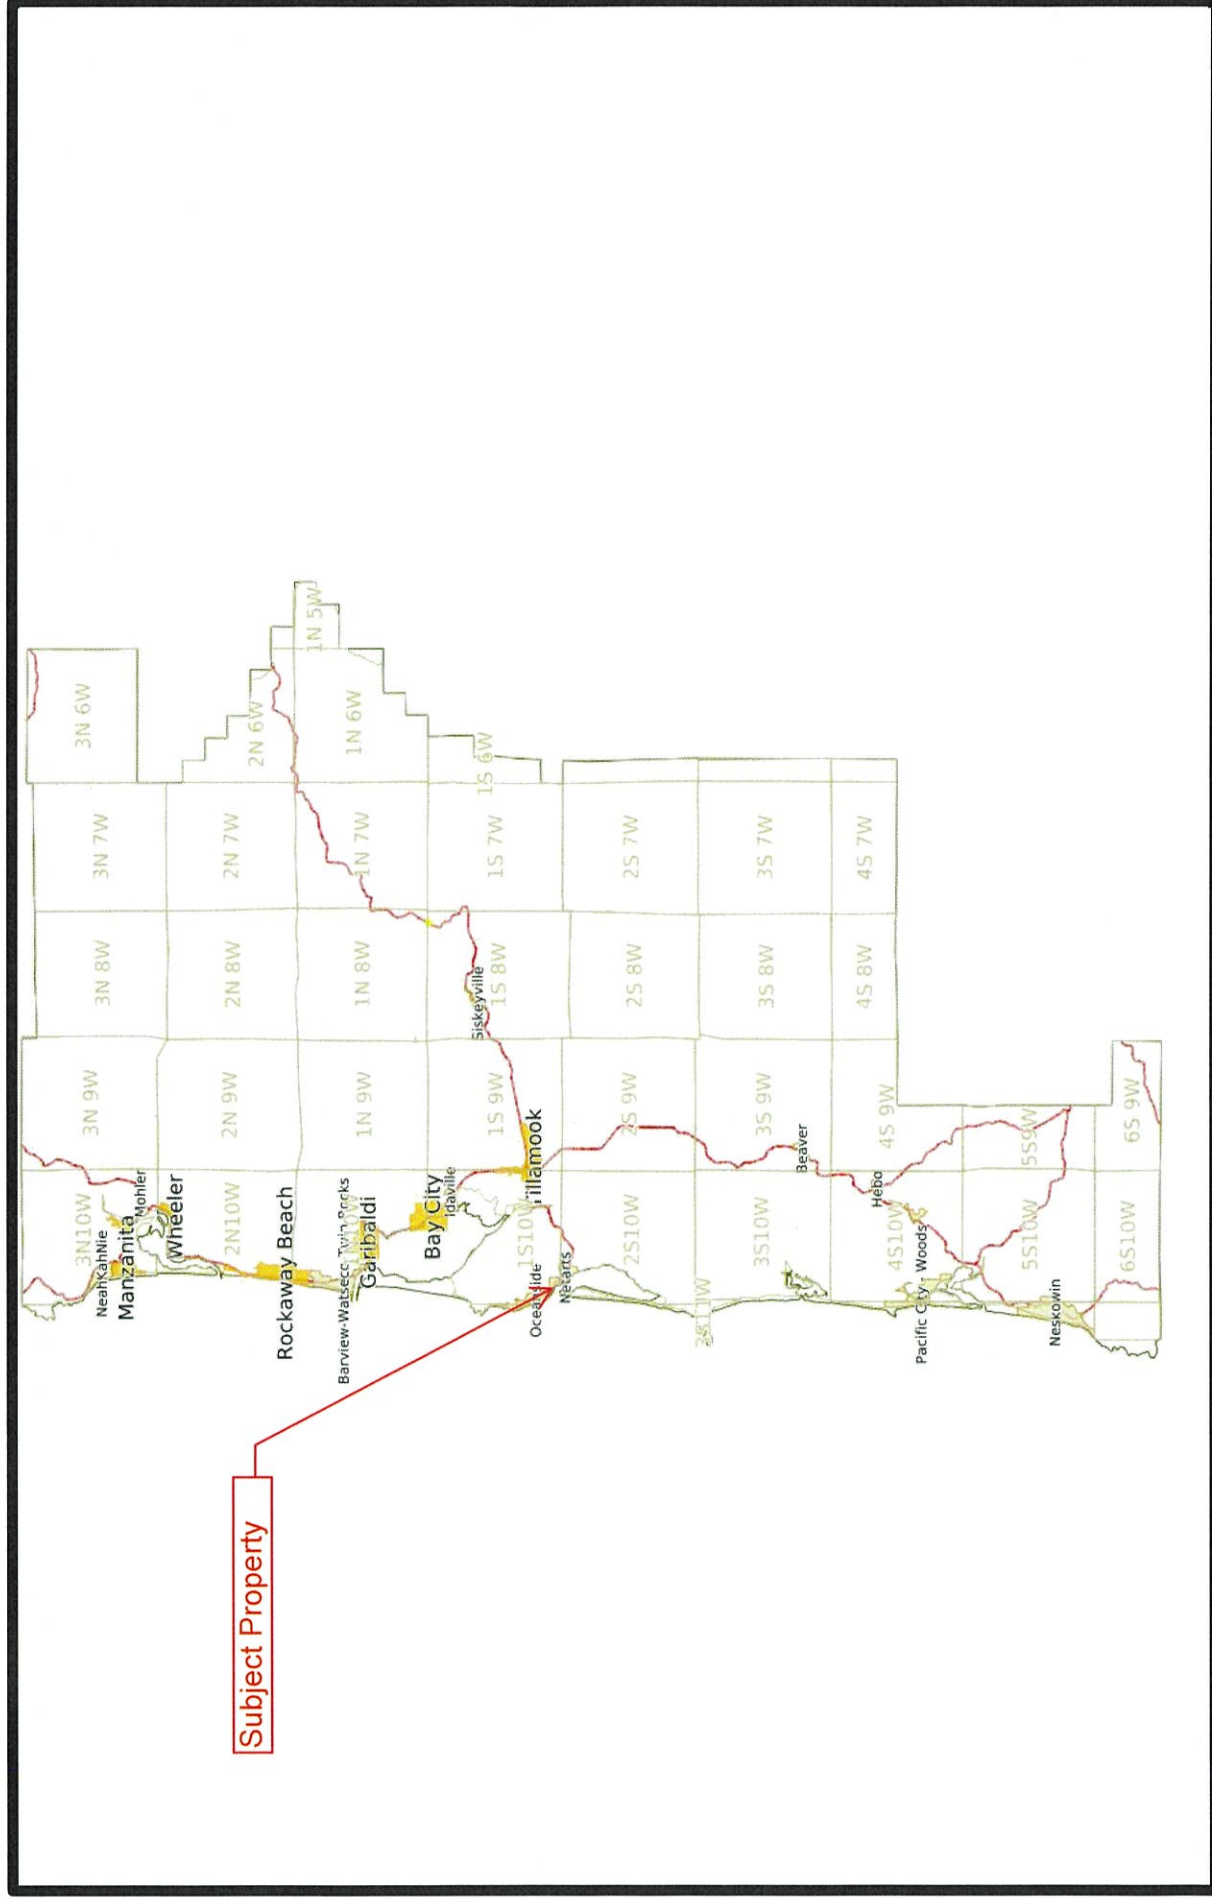 3N10W
3N 9W
3N 8W
3N 7W
3N 6W
NeahKahNie
Manzanita
Mohler
Wheeler
2N10W
2N 9W
2N 8W
2N 7W
2N 6W
Subject Property
Rockaway Beach
1N 5W
Barview-Watseco-Twin Rocks
Garibaldi
1N 9W
1N 8W
1N 7W
1N 6W
Bay City
Idaville
Siskeyville
1S10W
1S 9W
1S 8W
1S 7W
1S 6W
Tillamook
Oceanside
Netarts
2S10W
2S 9W
2S 8W
2S 7W
2S11W
3S10W
3S 9W
3S 8W
3S 7W
Beaver
Hebo
4S10W
4S 9W
4S 8W
4S 7W
Pacific City - Woods
5S10W
5S9W
Neskowin
6S10W
6S 9W